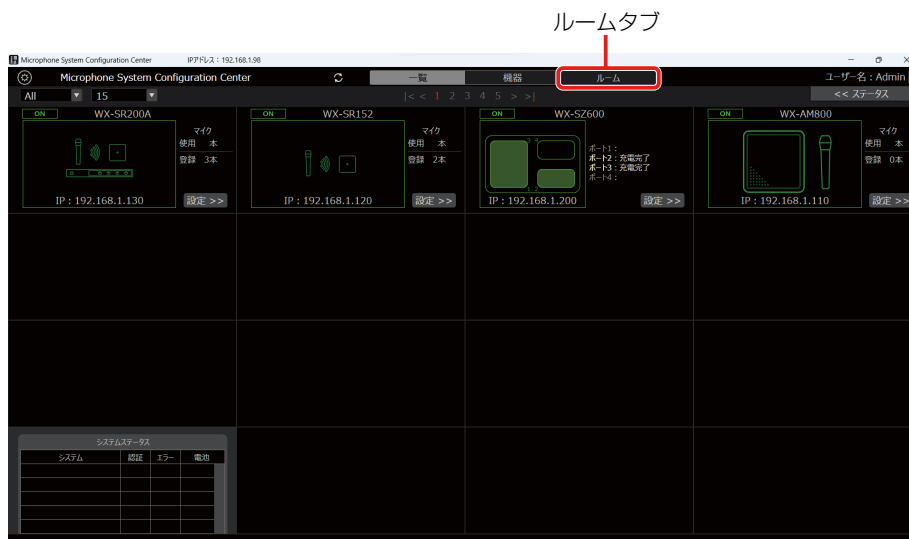 ルームタブ
Microphone System Configuration Center IPアドレス：192.168.1.98
Microphone System Configuration Center 一覧 機器 ルーム ユーザー名：Admin
All 15 |< < 1 2 3 4 5 > >| << ステータス
ON WX-SR200A
マイク
使用 本
登録 3本
IP：192.168.1.130 設定 >>
ON WX-SR152
マイク
使用 本
登録 2本
IP：192.168.1.120 設定 >>
ON WX-SZ600
3 4
1 2
ポート1：
ポート2：充電完了
ポート3：充電完了
ポート4：
IP：192.168.1.200 設定 >>
ON WX-AM800
マイク
使用 本
登録 0本
IP：192.168.1.110 設定 >>
システムステータス
システム 認証 エラー 電池